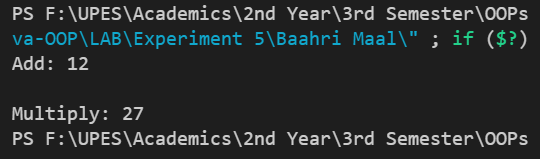 PS F:\UPES\Academics\2nd Year\3rd Semester\OOPs
va-OOP\LAB\Experiment 5\Baahri Maal\" ; if ($?)
Add: 12
Multiply: 27
PS F:\UPES\Academics\2nd Year\3rd Semester\OOPs